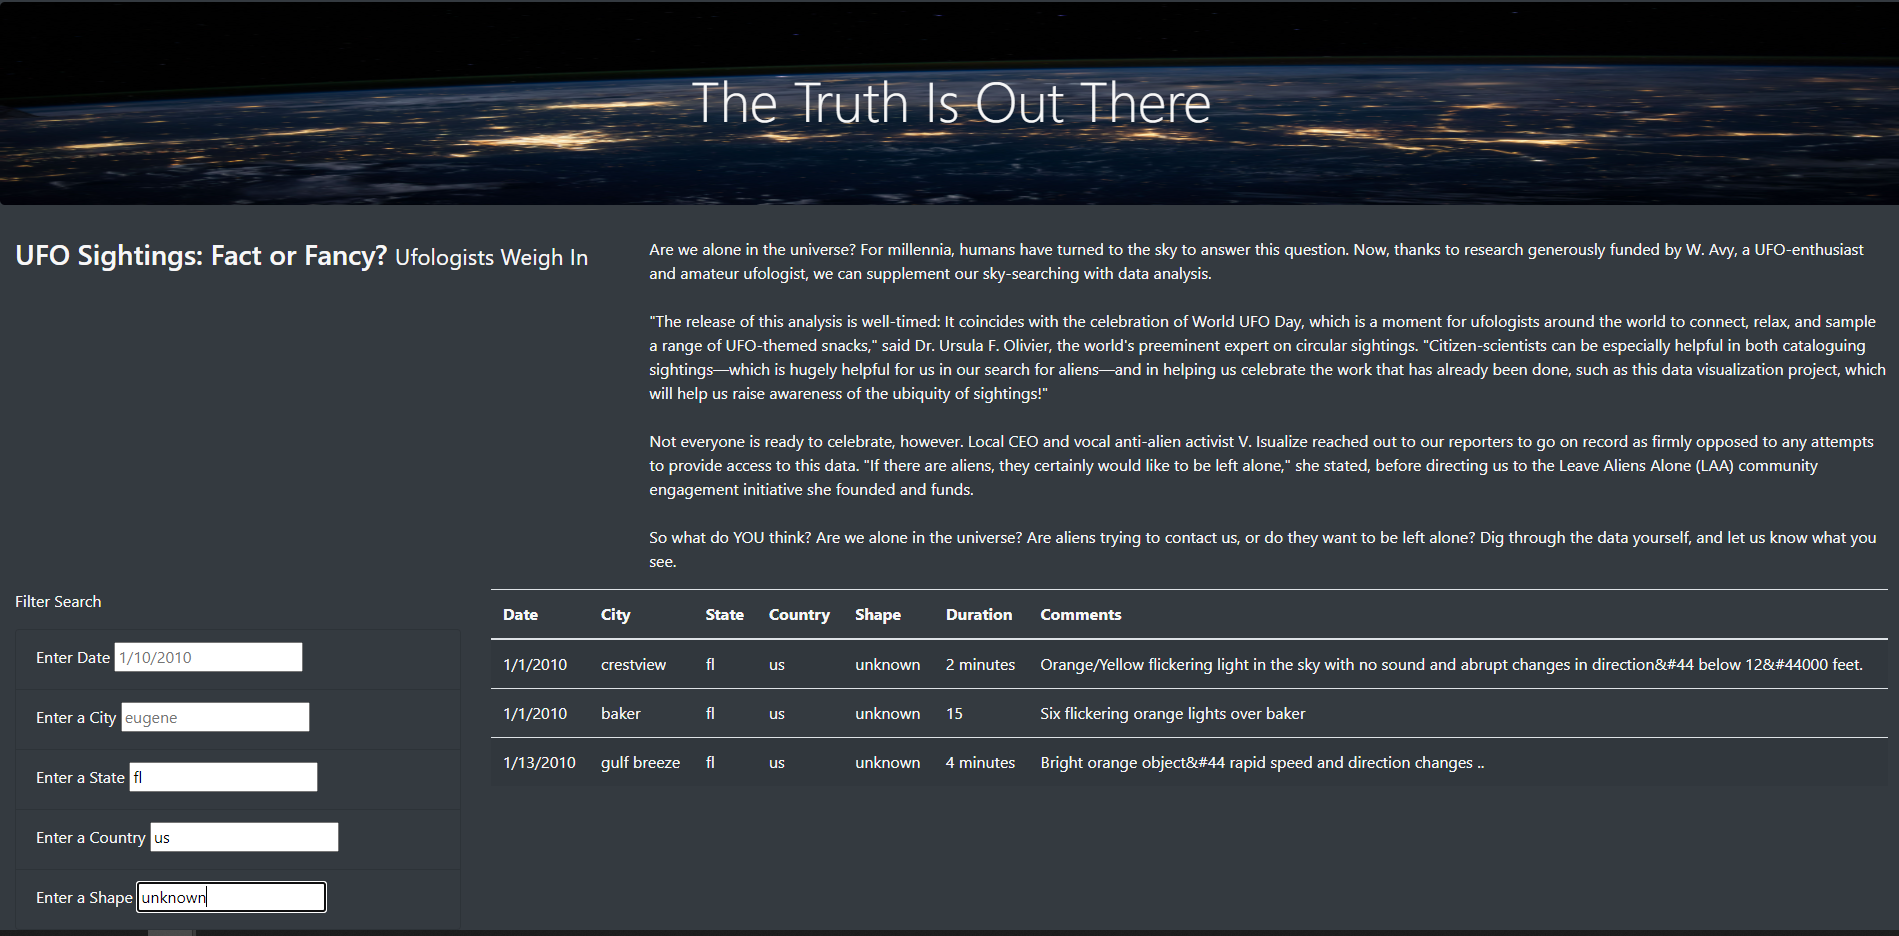 The Truth Is Out There
UFO Sightings: Fact or Fancy? Ufologists Weigh In
Are we alone in the universe? For millennia, humans have turned to the sky to answer this question. Now, thanks to research generously funded by W. Avy, a UFO-enthusiast
and amateur ufologist, we can supplement our sky-searching with data analysis.
"The release of this analysis is well-timed: It coincides with the celebration of World UFO Day, which is a moment for ufologists around the world to connect, relax, and sample
a range of UFO-themed snacks," said Dr. Ursula F. Olivier, the world's preeminent expert on circular sightings. "Citizen-scientists can be especially helpful in both cataloguing
sightings—which is hugely helpful for us in our search for aliens—and in helping us celebrate the work that has already been done, such as this data visualization project, which
will help us raise awareness of the ubiquity of sightings!"
Not everyone is ready to celebrate, however. Local CEO and vocal anti-alien activist V. Isualize reached out to our reporters to go on record as firmly opposed to any attempts
to provide access to this data. "If there are aliens, they certainly would like to be left alone," she stated, before directing us to the Leave Aliens Alone (LAA) community
engagement initiative she founded and funds.
So what do YOU think? Are we alone in the universe? Are aliens trying to contact us, or do they want to be left alone? Dig through the data yourself, and let us know what you
see.
Filter Search
Enter Date 1/10/2010
Enter a City eugene
Enter a State fl
Enter a Country us
Enter a Shape unknown
Date City State Country Shape Duration Comments
1/1/2010 crestview fl us unknown 2 minutes Orange/Yellow flickering light in the sky with no sound and abrupt changes in direction&#44 below 12&#44000 feet.
1/1/2010 baker fl us unknown 15 Six flickering orange lights over baker
1/13/2010 gulf breeze fl us unknown 4 minutes Bright orange object&#44 rapid speed and direction changes ..